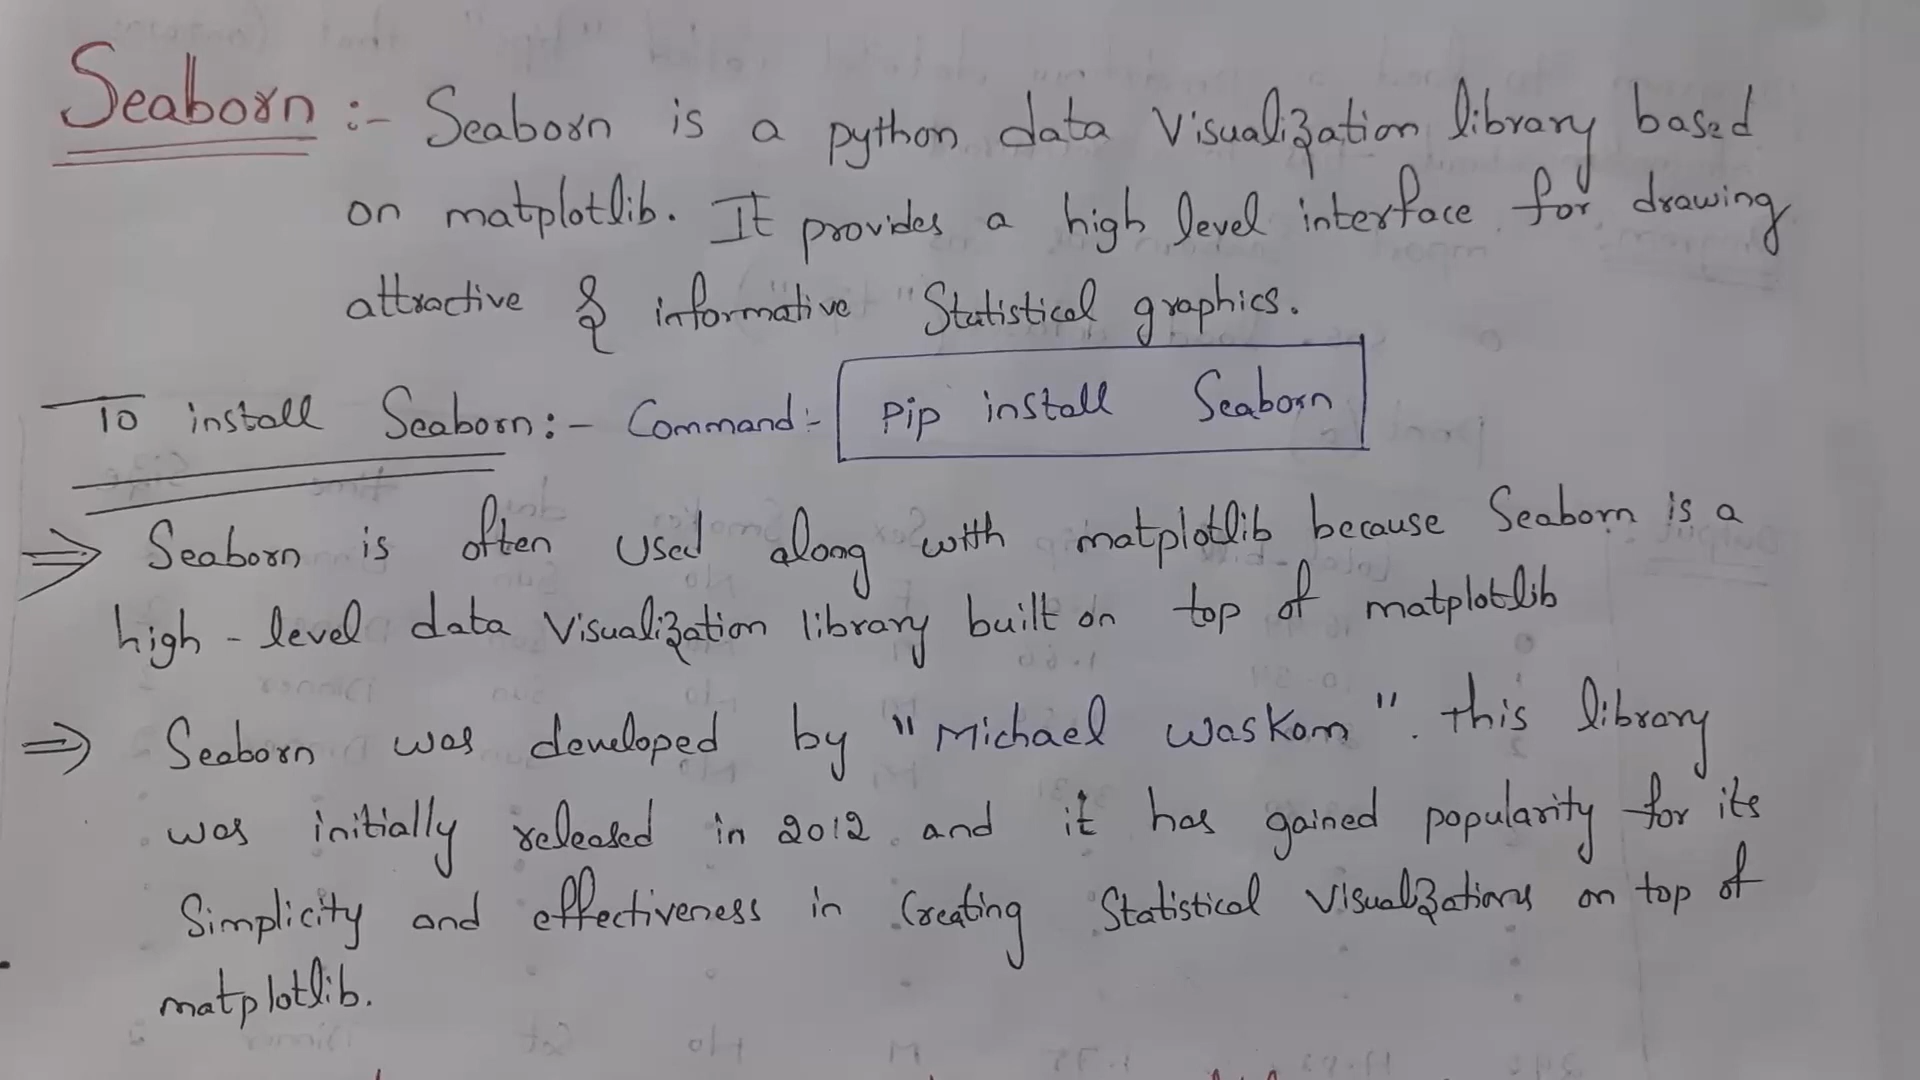 Seaborn :- Seaborn is a python data Visualization library based
on matplotlib. It provides a high level interface for drawing
attractive & informative Statistical graphics.
To install Seaborn:- Command:- Pip install Seaborn
⇒ Seaborn is often used along with matplotlib because Seaborn is a
high-level data Visualization library built on top of matplotlib
⇒ Seaborn was developed by "Michael Waskom". this library
was initially released in 2012 and it has gained popularity for its
Simplicity and effectiveness in Creating Statistical Visualizations on top of
matplotlib.